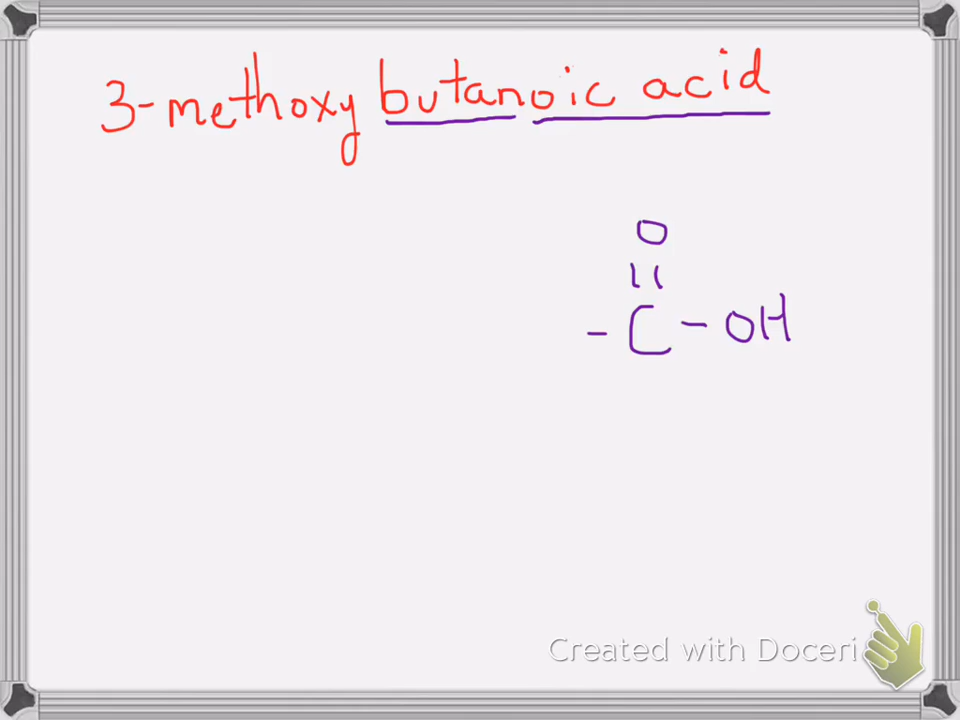 3-methoxy butanoic acid
O
||
- C - OH
Created with Doceri